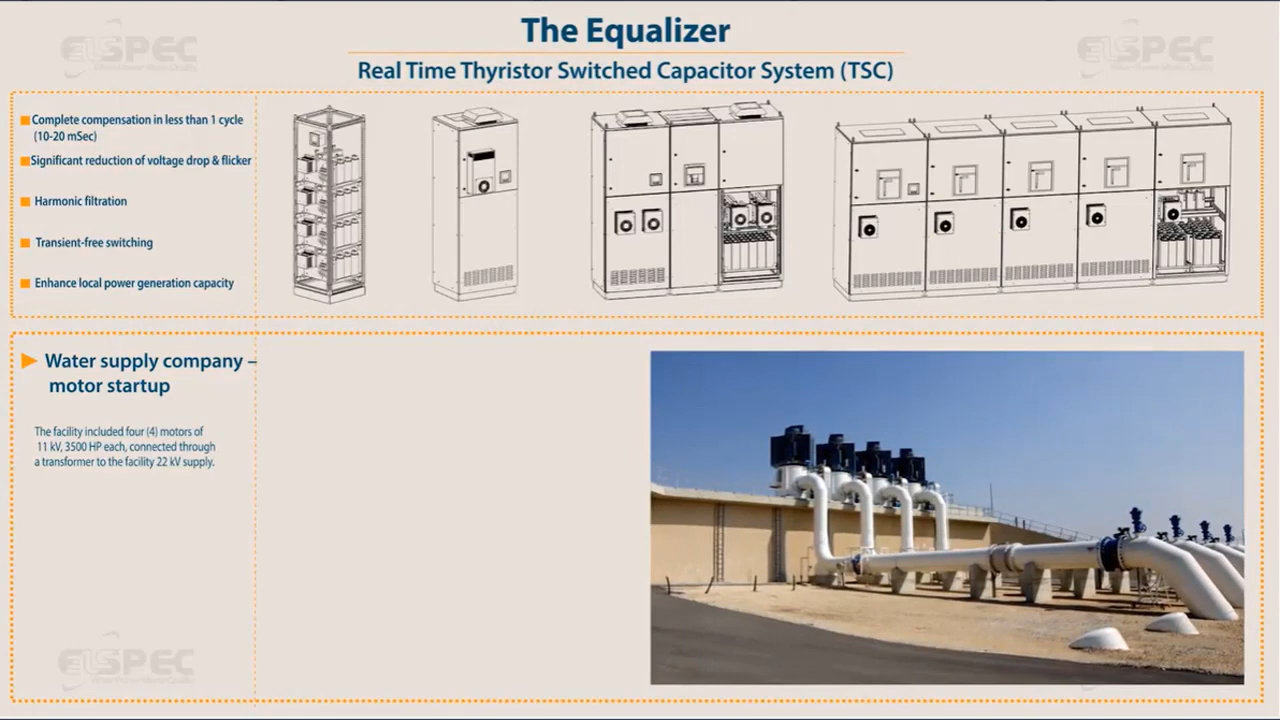 The Equalizer
Real Time Thyristor Switched Capacitor System (TSC)
ELSPEC
ELSPEC
Complete compensation in less than 1 cycle
(10-20 mSec)
Significant reduction of voltage drop & flicker
Harmonic filtration
Transient-free switching
Enhance local power generation capacity
Water supply company –
motor startup
The facility included four (4) motors of
11 kV, 3500 HP each, connected through
a transformer to the facility 22 kV supply.
ELSPEC